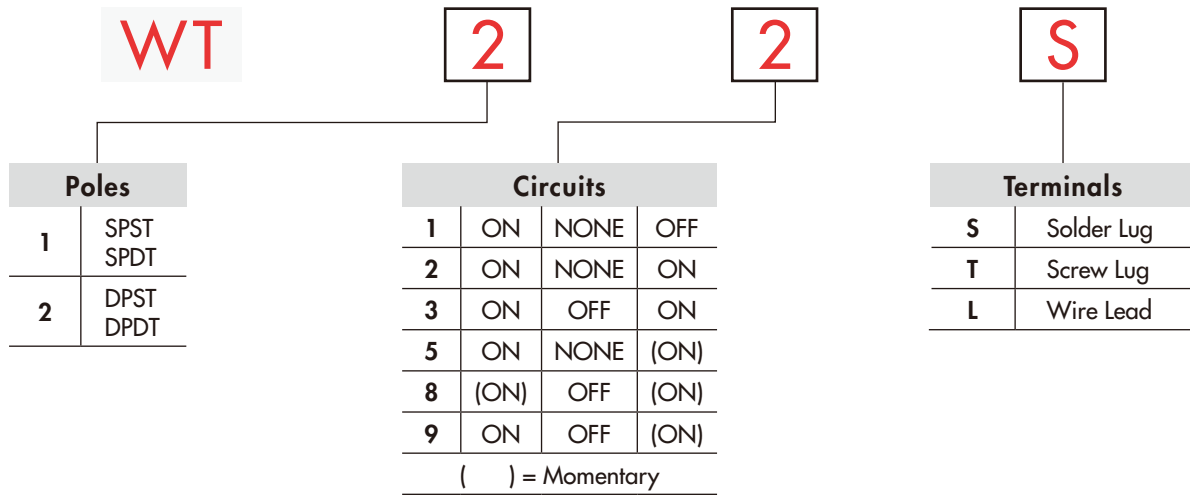 WT 2 2 S
Poles
1 SPST
SPDT
2 DPST
DPDT
Circuits
1 ON NONE OFF
2 ON NONE ON
3 ON OFF ON
5 ON NONE (ON)
8 (ON) OFF (ON)
9 ON OFF (ON)
( ) = Momentary
Terminals
S Solder Lug
T Screw Lug
L Wire Lead